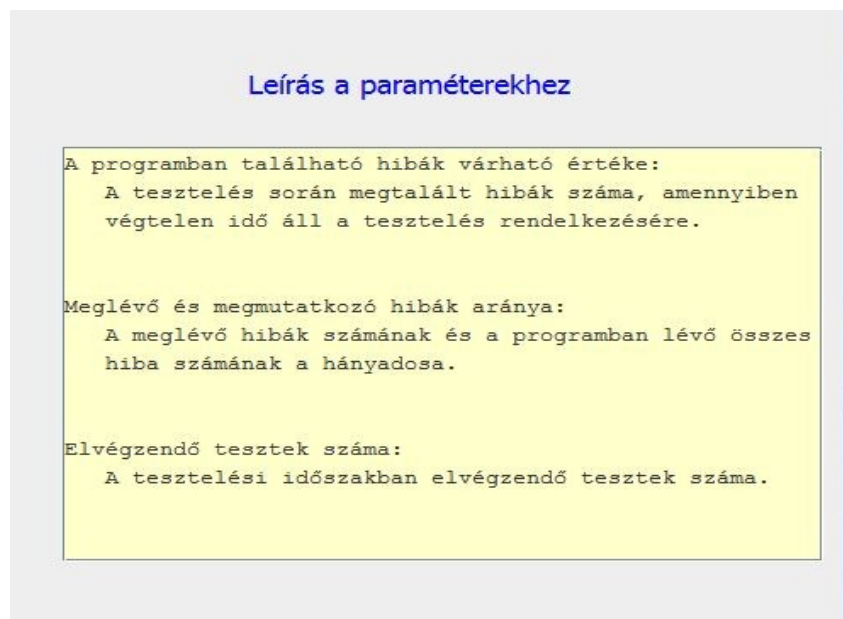 Leírás a paraméterekhez
A programban található hibák várható értéke:
A tesztelés során megtalált hibák száma, amennyiben
végtelen idő áll a tesztelés rendelkezésére.
Meglévő és megmutatkozó hibák aránya:
A meglévő hibák számának és a programban lévő összes
hiba számának a hányadosa.
Elvégzendő tesztek száma:
A tesztelési időszakban elvégzendő tesztek száma.